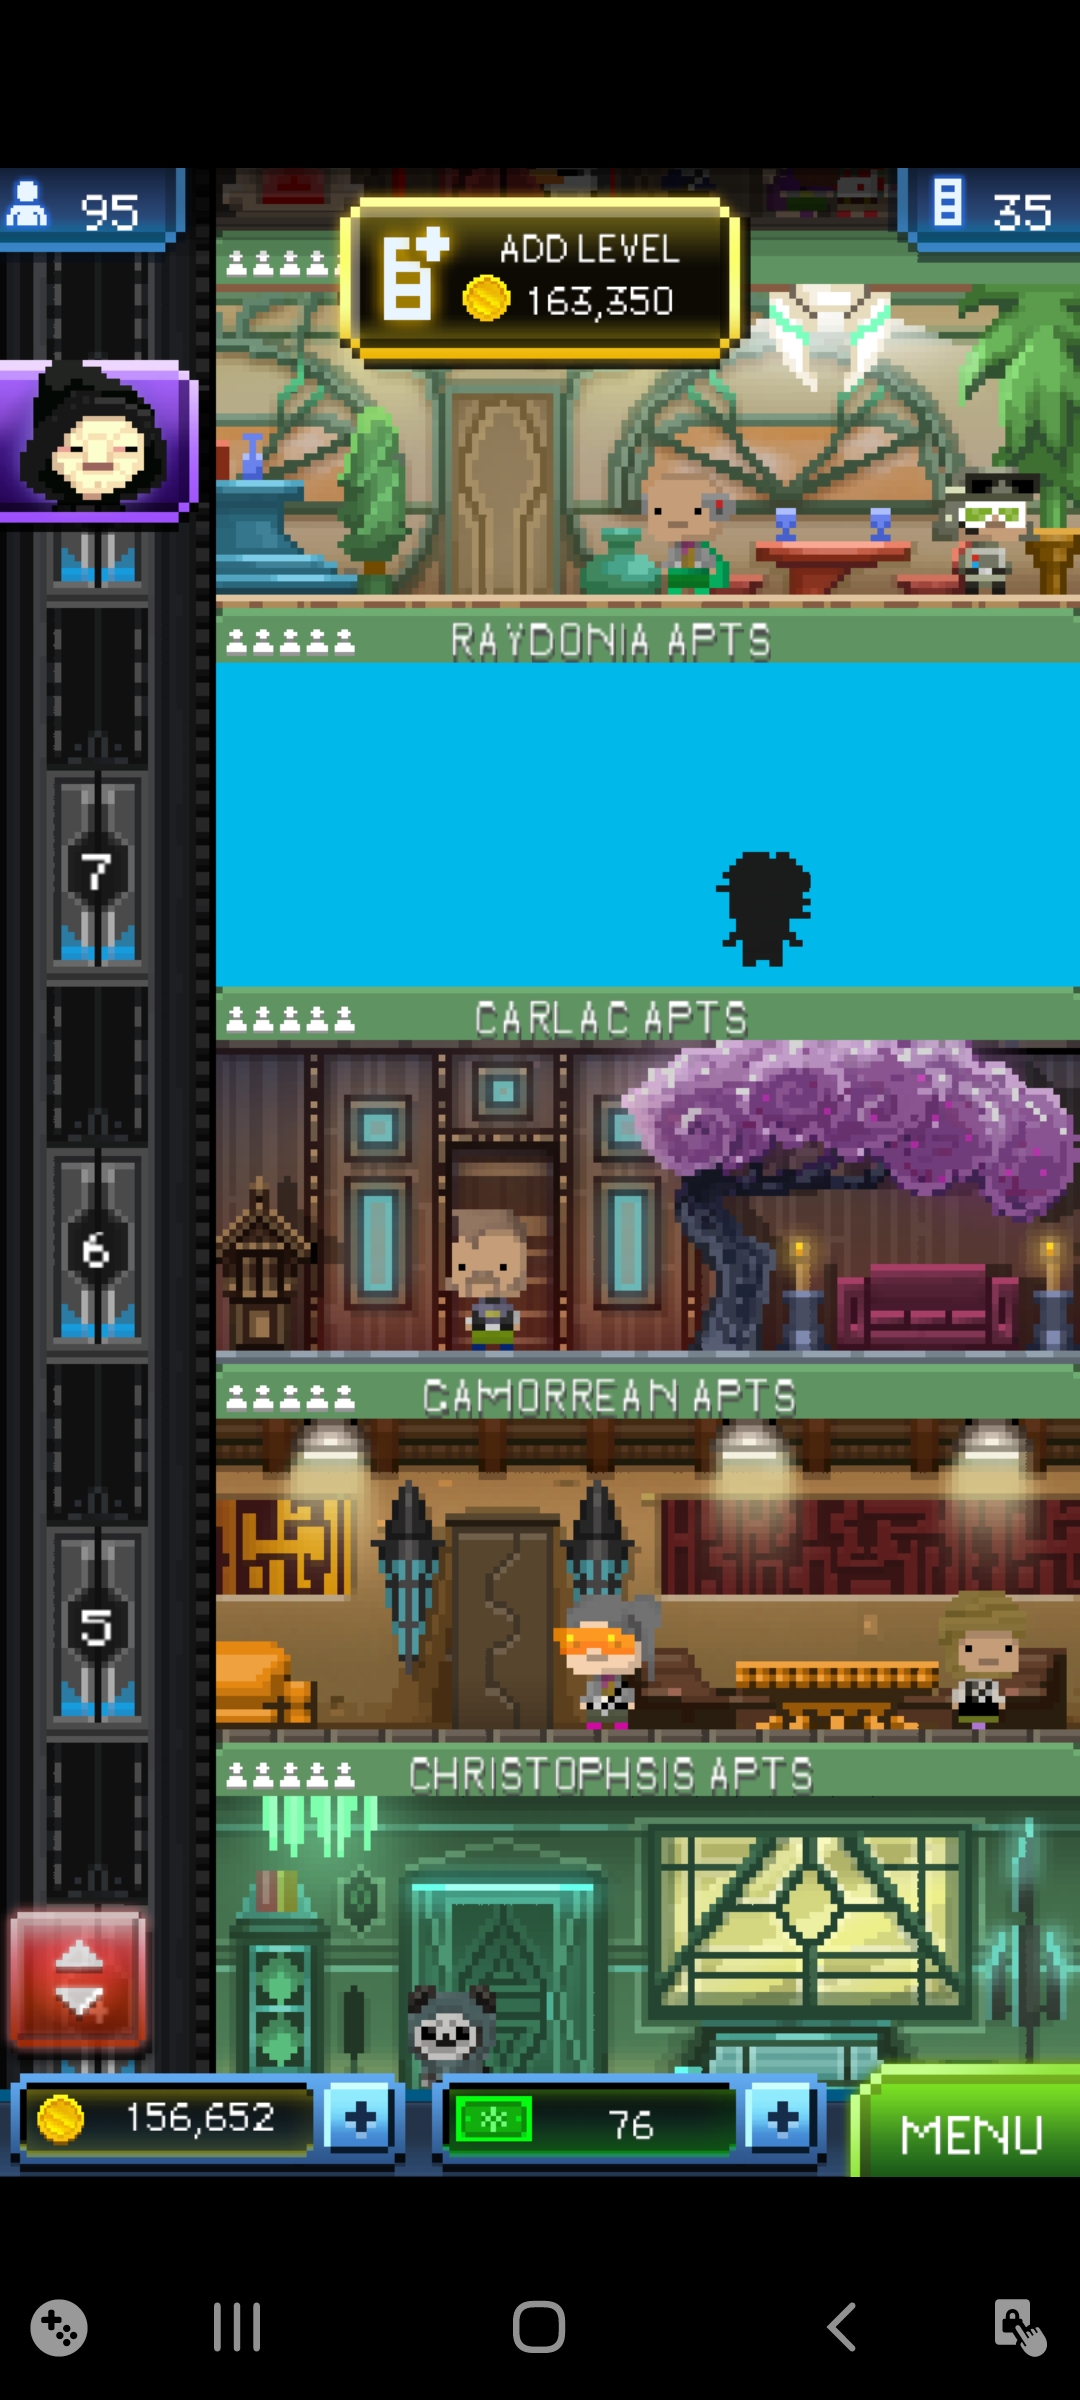 95
35
ADD LEVEL
163,350
RAYDONIA APTS
7
CARLAC APTS
6
CAMORREAN APTS
5
CHRISTOPHSIS APTS
156,652
76
MENU